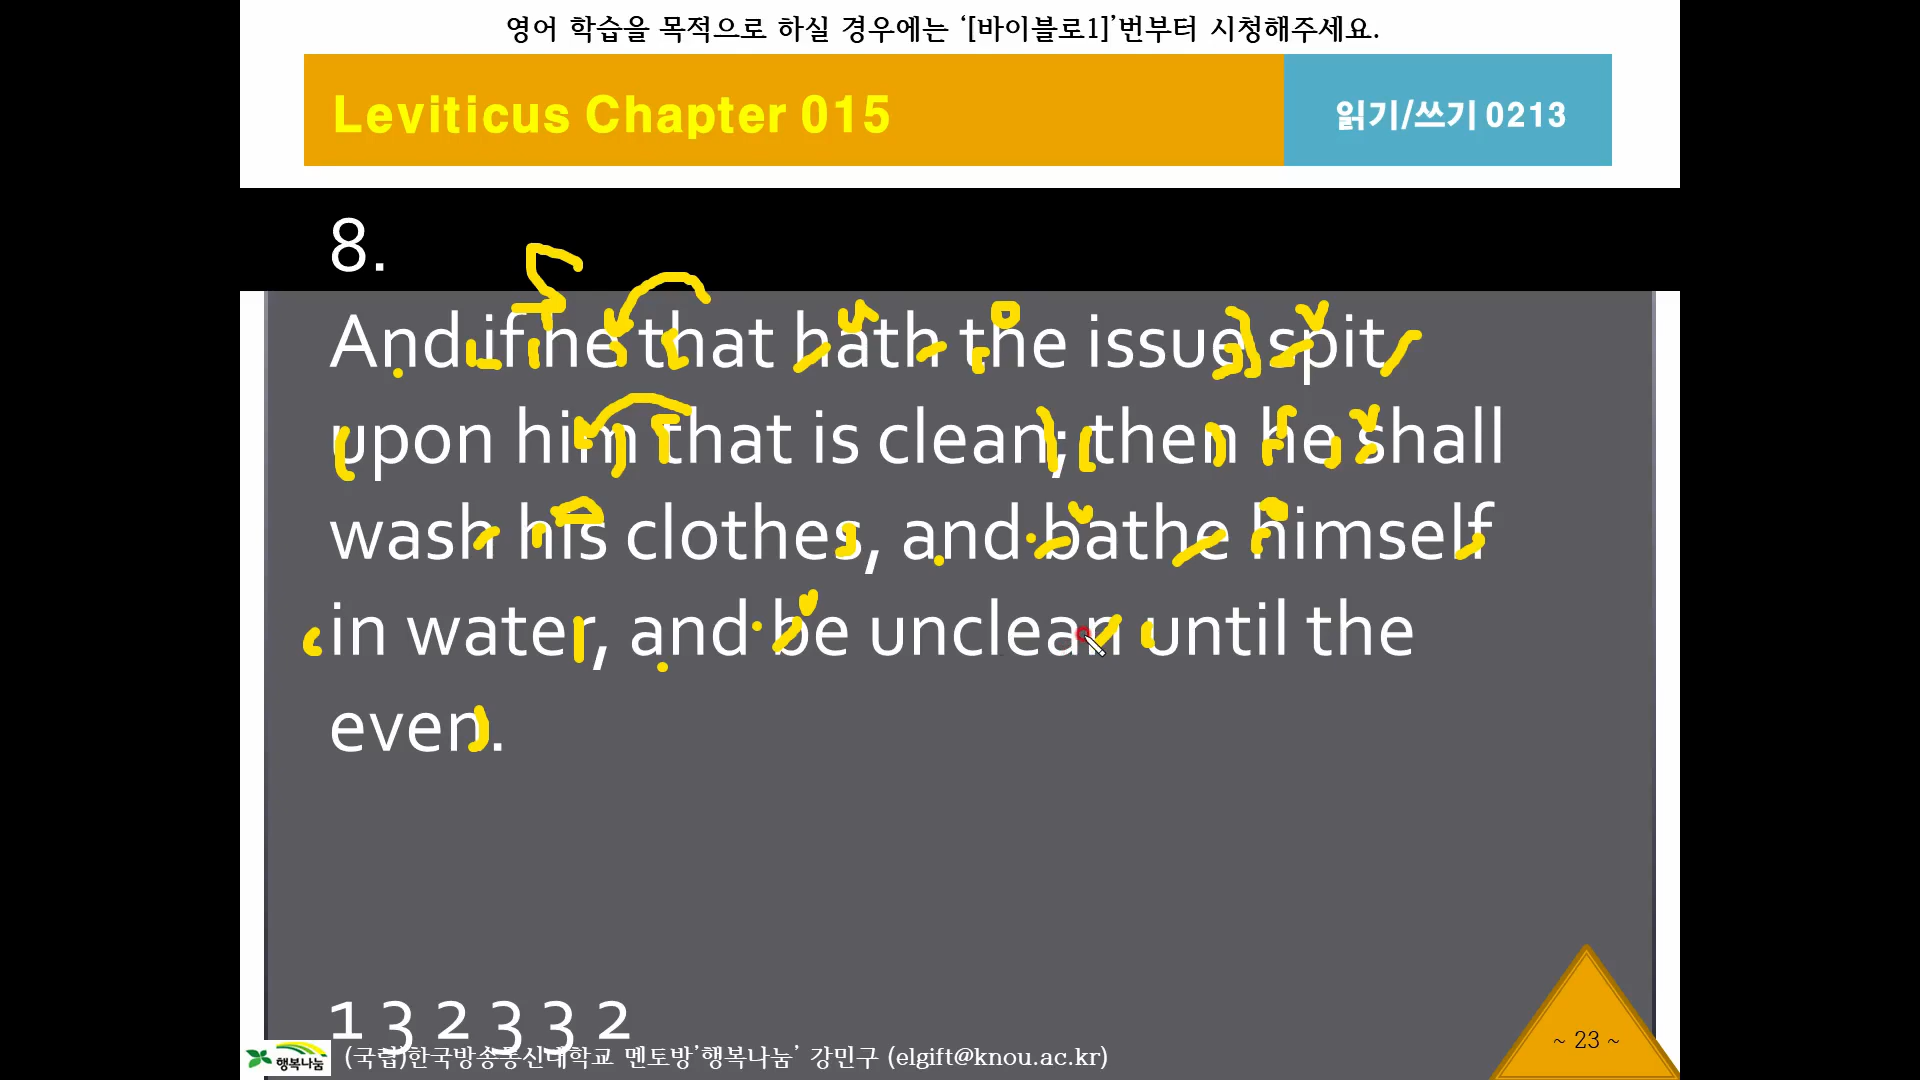 영어 학습을 목적으로 하실 경우에는 ‘[바이블로1]’번부터 시청해주세요.
Leviticus Chapter 015
읽기/쓰기 0213
8.
And if he that hath the issue spit
upon him that is clean; then he shall
wash his clothes, and bathe himself
in water, and be unclean until the
even.
1 3 2 3 3 2
행복나눔
(국립)한국방송통신대학교 멘토방’행복나눔’ 강민구 (elgift@knou.ac.kr)
~ 23 ~